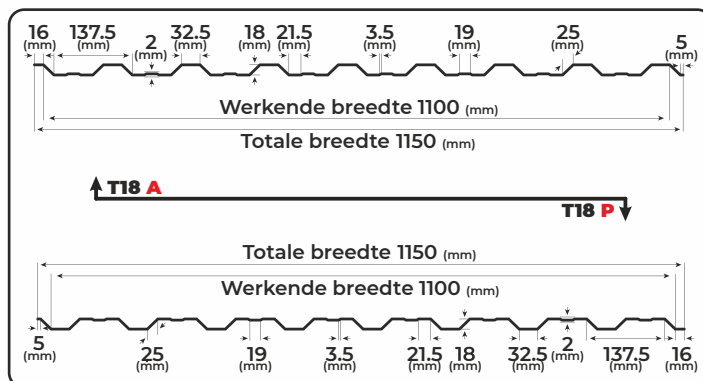 16 137.5 2 32.5 18 21.5 3.5 19 25 5
(mm) (mm) (mm) (mm) (mm) (mm) (mm) (mm) (mm) (mm)
Werkende breedte 1100 (mm)
Totale breedte 1150 (mm)
T18 A
T18 P
Totale breedte 1150 (mm)
Werkende breedte 1100 (mm)
5 25 19 3.5 21.5 18 32.5 2 137.5 16
(mm) (mm) (mm) (mm) (mm) (mm) (mm) (mm) (mm) (mm)